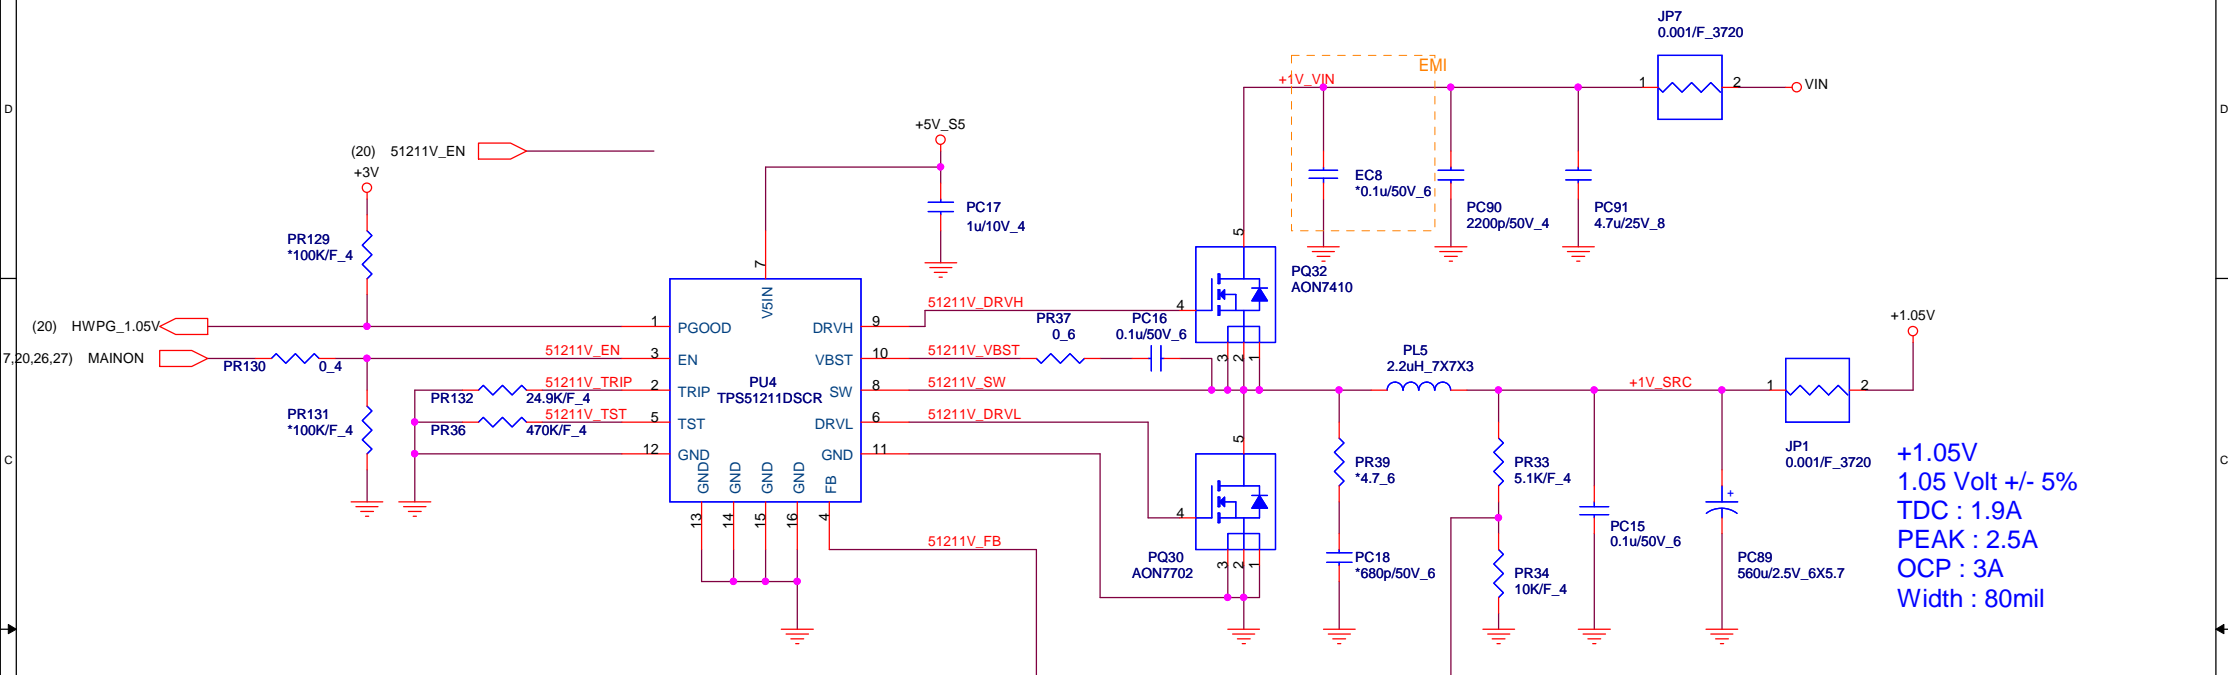 JP7
0.001/F_3720
EMI
+1V_VIN
1
2
VIN
D
D
+5V_S5
(20) 51211V_EN
+3V
EC8
*0.1u/50V_6
PC90
2200p/50V_4
PC91
4.7u/25V_8
PC17
1u/10V_4
PR129
*100K/F_4
5
7
PQ32
AON7410
V5IN
51211V_DRVH
4
(20) HWPG_1.05V
1
PGOOD
DRVH
9
PR37
0_6
PC16
0.1u/50V_6
+1.05V
7,20,26,27) MAINON
PR130
0_4
51211V_EN
3
EN
VBST
10
51211V_VBST
3
2
1
PL5
2.2uH_7X7X3
PR132
24.9K/F_4
51211V_TRIP
2
TRIP
PU4
TPS51211DSCR
SW
8
51211V_SW
+1V_SRC
1
2
PR131
*100K/F_4
PR36
470K/F_4
51211V_TST
5
TST
DRVL
6
51211V_DRVL
5
12
GND
GND
11
JP1
0.001/F_3720
C
C
GND
GND
GND
GND
FB
PR39
*4.7_6
PR33
5.1K/F_4
+
4
13
14
15
16
4
51211V_FB
PQ30
AON7702
3
2
1
PC18
*680p/50V_6
PR34
10K/F_4
PC15
0.1u/50V_6
PC89
560u/2.5V_6X5.7
+1.05V
1.05 Volt +/- 5%
TDC : 1.9A
PEAK : 2.5A
OCP : 3A
Width : 80mil